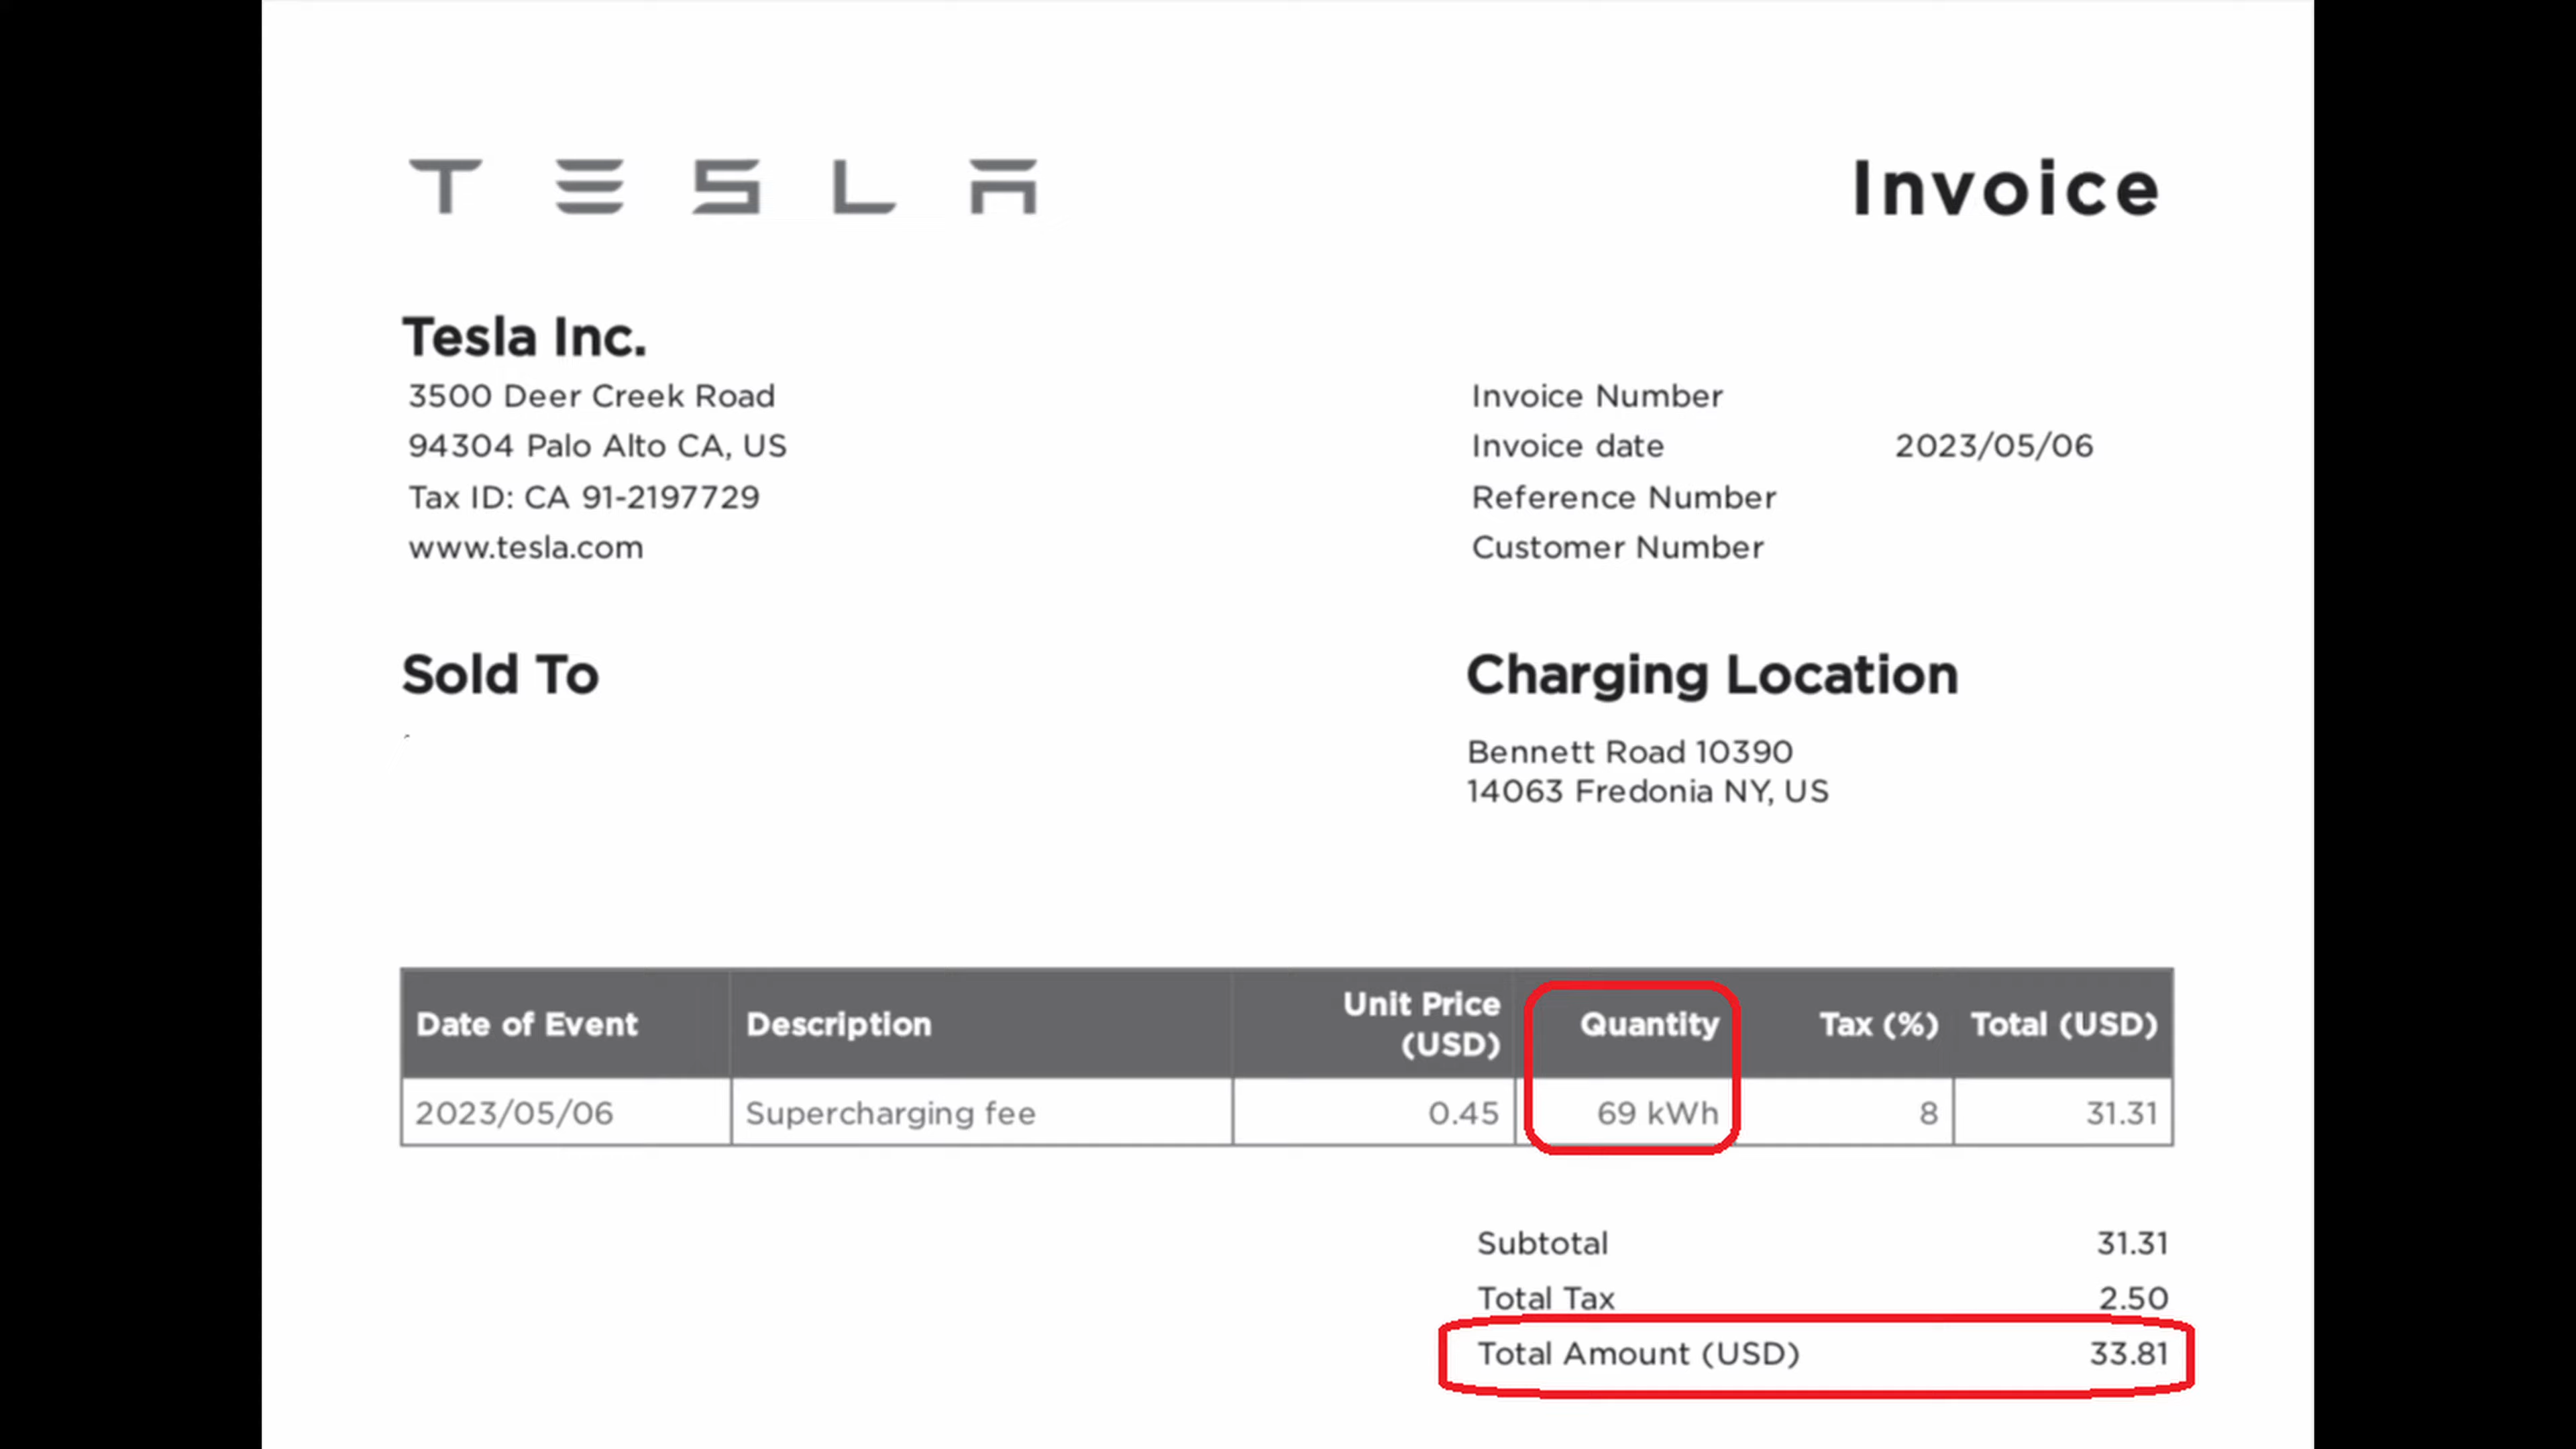 TESLA
Invoice
Tesla Inc.
3500 Deer Creek Road
94304 Palo Alto CA, US
Tax ID: CA 91-2197729
www.tesla.com
Invoice Number
Invoice date 2023/05/06
Reference Number
Customer Number
Sold To
Charging Location
Bennett Road 10390
14063 Fredonia NY, US
Date of Event Description Unit Price (USD) Quantity Tax (%) Total (USD)
2023/05/06 Supercharging fee 0.45 69 kWh 8 31.31
Subtotal 31.31
Total Tax 2.50
Total Amount (USD) 33.81